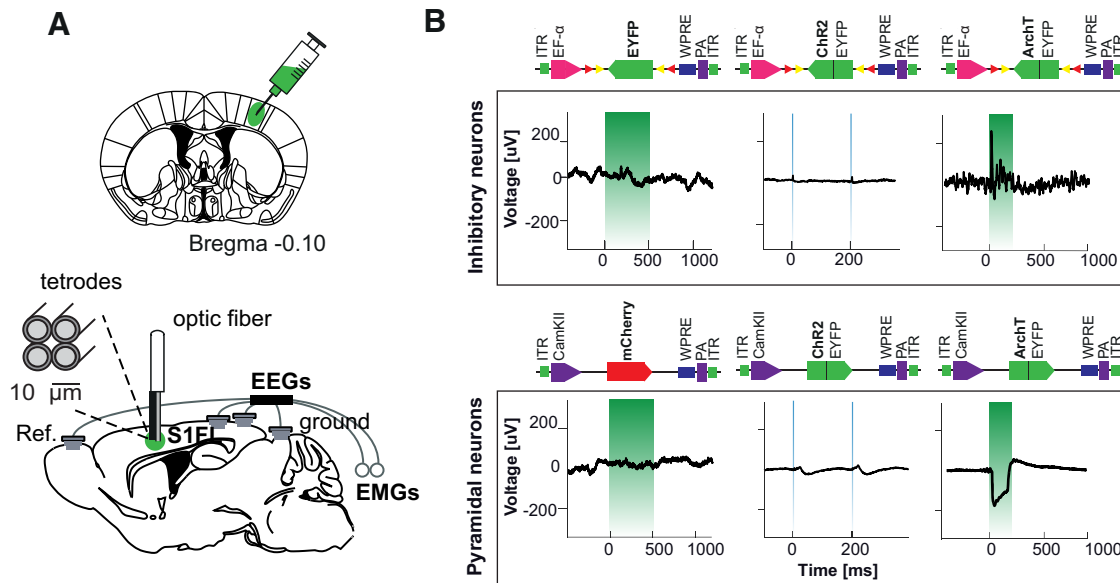 A
Bregma -0.10
tetrodes
optic fiber
10 µm
EEGs
Ref.
S1FL
ground
EMGs
B
ITR EF-α EYFP WPRE PA ITR
ITR EF-α ChR2 EYFP WPRE PA ITR
ITR EF-α ArchT EYFP WPRE PA ITR
Inhibitory neurons
Voltage [uV]
200
0
-200
0 500 1000
0 200
0 500 1000
ITR CamKII mCherry WPRE PA ITR
ITR CamKII ChR2 EYFP WPRE PA ITR
ITR CamKII ArchT EYFP WPRE PA ITR
Pyramidal neurons
Voltage [uV]
200
0
-200
0 500 1000
0 200
0 500 1000
Time [ms]